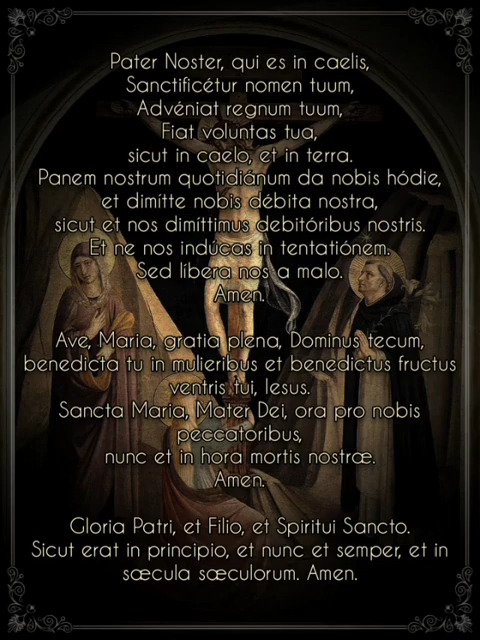 Pater Noster, qui es in caelis,
Sanctificétur nomen tuum,
Advéniat regnum tuum,
Fiat voluntas tua,
sicut in caelo, et in terra.
Panem nostrum quotidiánum da nobis hódie,
et dimítte nobis débita nostra,
sicut et nos dimíttimus debitóribus nostris.
Et ne nos indúcas in tentatiónem.
Sed líbera nos a malo.
Amen.
Ave, Maria, gratia plena, Dominus tecum,
benedicta tu in mulieribus et benedictus fructus
ventris tui, Iesus.
Sancta Maria, Mater Dei, ora pro nobis
peccatoribus,
nunc et in hora mortis nostræ.
Amen.
Gloria Patri, et Filio, et Spiritui Sancto.
Sicut erat in principio, et nunc et semper, et in
sæcula sæculorum. Amen.